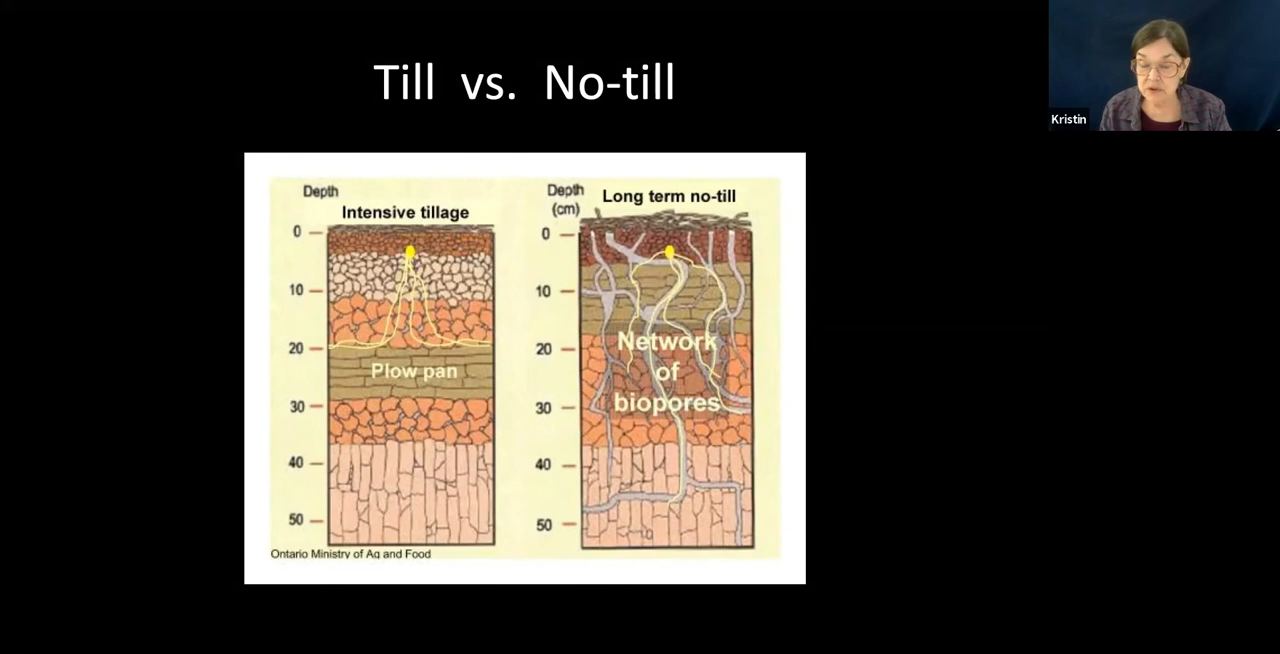 Till vs. No-till
Kristin
Depth
Intensive tillage
0
10
20
30
40
50
Plow pan
Depth
(cm)
Long term no-till
0
10
20
30
40
50
Network
of
biopores
Ontario Ministry of Ag and Food